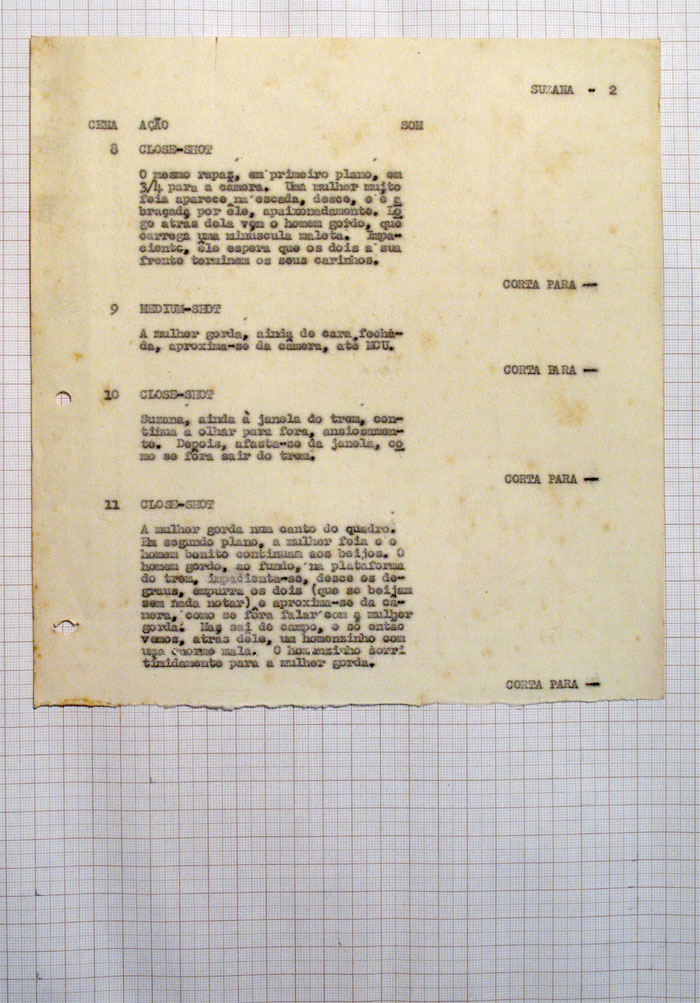 SUZANA - 2
CENA AÇÃO SOM
8 CLOSE-SHOT
O mesmo rapaz, em primeiro plano, em
3/4 para a câmera. Uma mulher muito
feia aparece na escada, desce, e é a
braçada por êle, apaixonadamente. Lo
go atrás dela vem o homem gordo, que
carrega uma minuscula maleta. Impa-
ciente, êle espera que os dois a sua
frente terminem os seus carinhos.
CORTA PARA —
9 MEDIUM-SHOT
A mulher gorda, ainda de cara fecha-
da, aproxima-se da câmera, até MCU.
CORTA PARA —
10 CLOSE-SHOT
Suzana, ainda à janela do trem, con-
tínua a olhar para fora, ansiosamen-
te. Depois, afasta-se da janela, co
mo se fôra sair do trem.
CORTA PARA —
11 CLOSE-SHOT
A mulher gorda num canto do quadro.
Em segundo plano, a mulher feia e o
homem bonito continuam aos beijos. O
homem gordo, ao fundo, na plataforma
do trem, impacienta-se, desce os de-
graus, empurra os dois (que se beijam
sem nada notar) e aproxima-se da câ-
mera, como se fôra falar com a mulher
gorda. Mas sai de campo, e só então
vemos, atrás dêle, um homenzinho com
uma enorme mala. O homenzinho sorri
timidamente para a mulher gorda.
CORTA PARA —